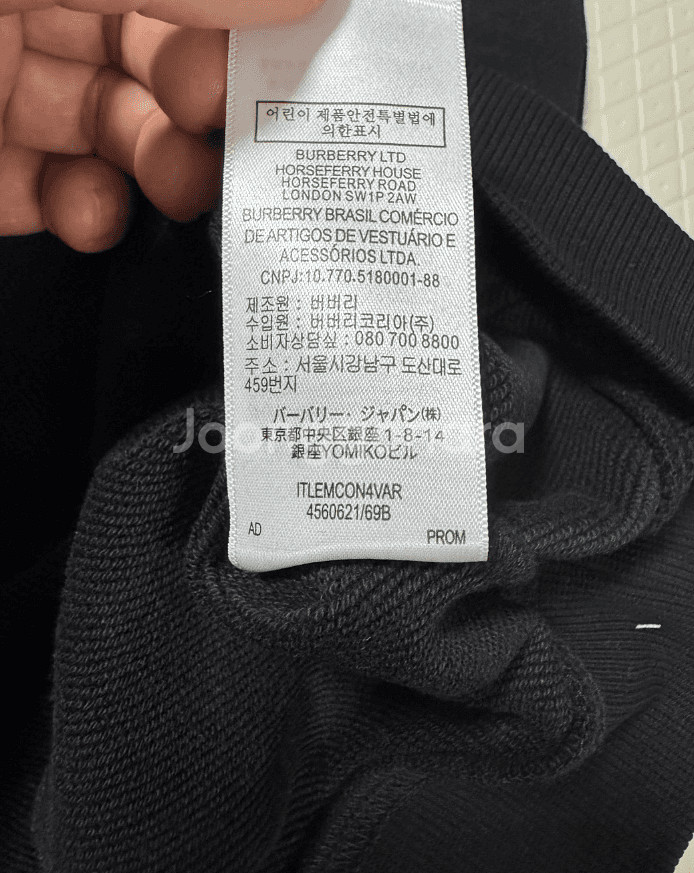 어린이 제품안전특별법에
의한표시
BURBERRY LTD
HORSEFERRY HOUSE
HORSEFERRY ROAD
LONDON SW1P 2AW
BURBERRY BRASIL COMÉRCIO
DE ARTIGOS DE VESTUÁRIO E
ACESSÓRIOS LTDA.
CNPJ:10.770.5180001-88
제조원 : 버버리
수입원 : 버버리코리아(주)
소비자상담싶 : 080 700 8800
주소 : 서울시강남구 도산대로
459번지
バーバリー・ジャパン(株)
東京都中央区銀座1-8-14
銀座YOMIKOビル
ITLEMCON4VAR
4560621/69B
AD PROM